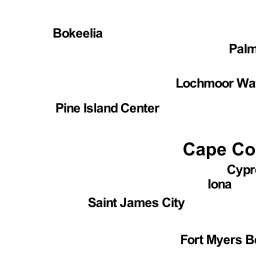 Bokeelia
Palm
Lochmoor Wa
Pine Island Center
Cape Co
Cypr
Iona
Saint James City
Fort Myers B